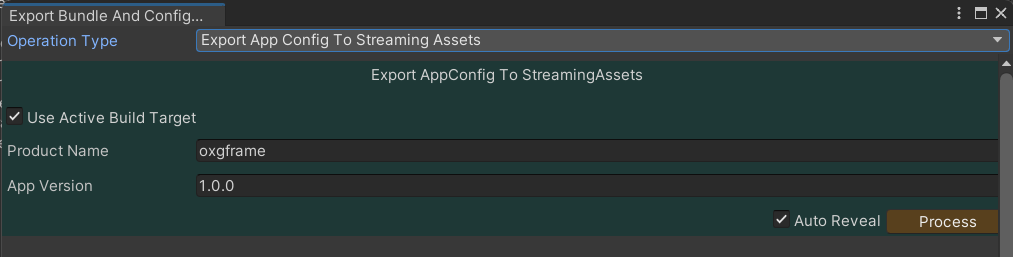 Export Bundle And Config...
Operation Type
Export App Config To Streaming Assets
Export AppConfig To StreamingAssets
Use Active Build Target
Product Name
oxgframe
App Version
1.0.0
Auto Reveal
Process